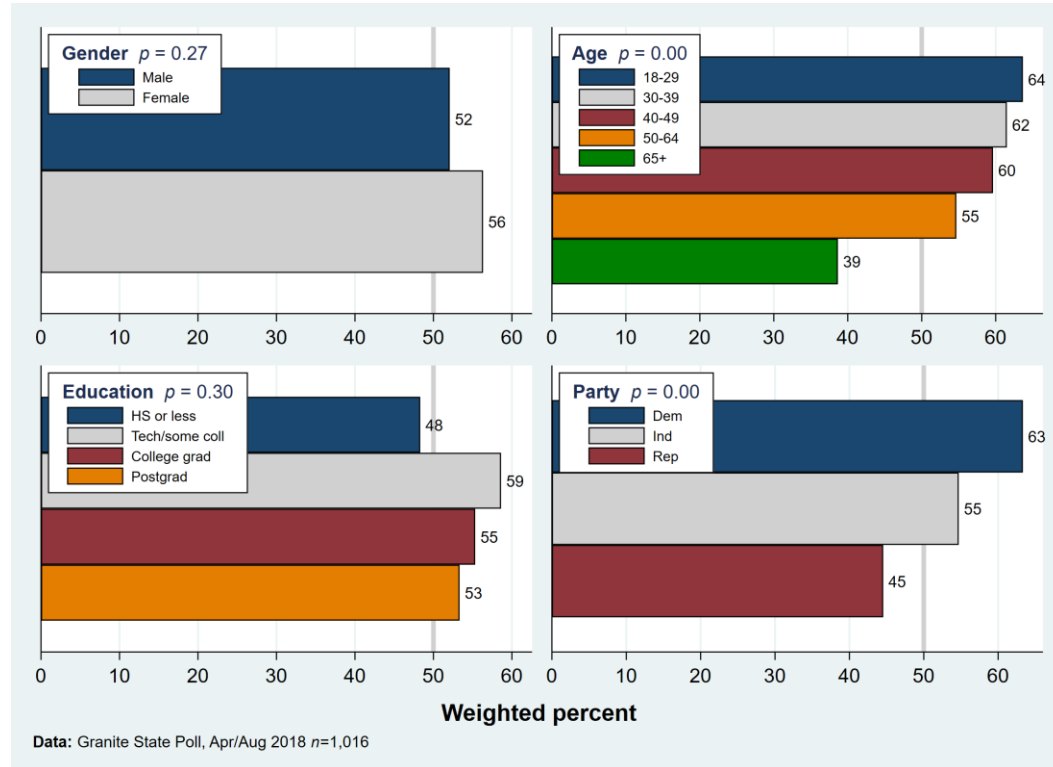 Gender p = 0.27
Male
Female
52
56
0 10 20 30 40 50 60
Age p = 0.00
18-29
30-39
40-49
50-64
65+
64
62
60
55
39
0 10 20 30 40 50 60
Education p = 0.30
HS or less
Tech/some coll
College grad
Postgrad
48
59
55
53
0 10 20 30 40 50 60
Party p = 0.00
Dem
Ind
Rep
63
55
45
0 10 20 30 40 50 60
Weighted percent
Data: Granite State Poll, Apr/Aug 2018 n=1,016